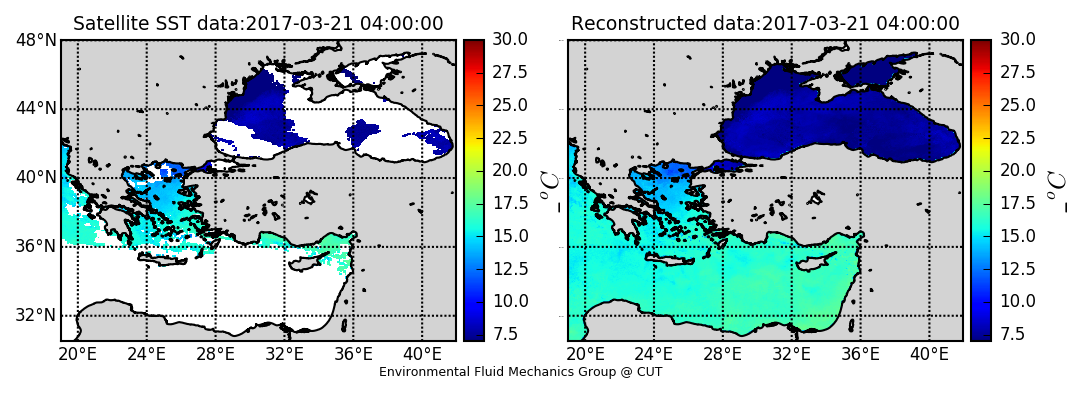 Satellite SST data:2017-03-21 04:00:00
Reconstructed data:2017-03-21 04:00:00
48°N
44°N
40°N
36°N
32°N
20°E 24°E 28°E 32°E 36°E 40°E
30.0
27.5
25.0
22.5
20.0
17.5
15.0
12.5
10.0
7.5
_ °C
20°E 24°E 28°E 32°E 36°E 40°E
30.0
27.5
25.0
22.5
20.0
17.5
15.0
12.5
10.0
7.5
_ °C
Environmental Fluid Mechanics Group @ CUT